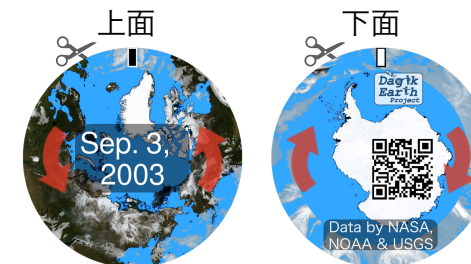 上面
下面
Dagik
Earth
Project
Sep. 3,
2003
Data by NASA,
NOAA & USGS